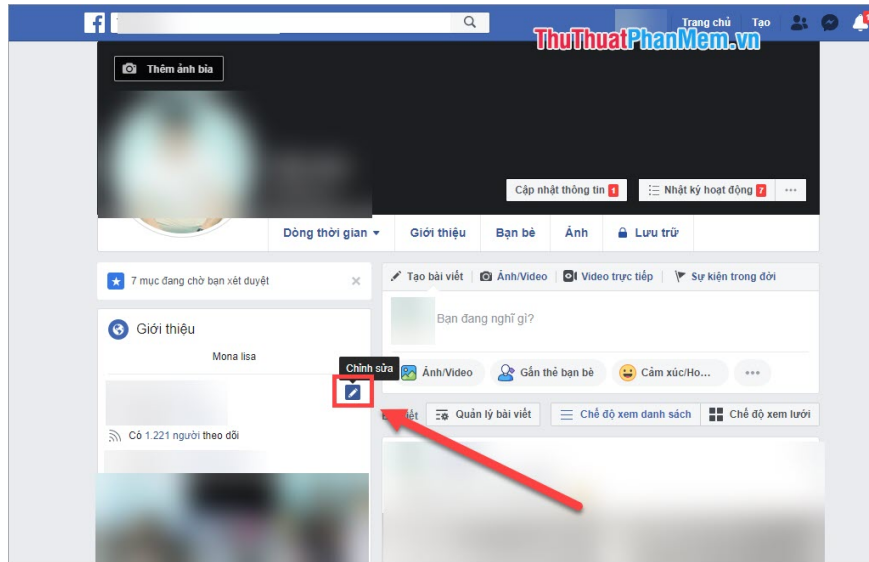 Trang chủ Tạo
ThuThuatPhanMem.vn
Thêm ảnh bìa
Cập nhật thông tin 1
Nhật ký hoạt động 7 ...
Dòng thời gian Giới thiệu Bạn bè Ảnh Lưu trữ
7 mục đang chờ bạn xét duyệt
Tạo bài viết Ảnh/Video Video trực tiếp Sự kiện trong đời
Bạn đang nghĩ gì?
Giới thiệu
Mona lisa
Chỉnh sửa
Ảnh/Video Gắn thẻ bạn bè Cảm xúc/Ho... ...
Quản lý bài viết Chế độ xem danh sách Chế độ xem lưới
Có 1.221 người theo dõi